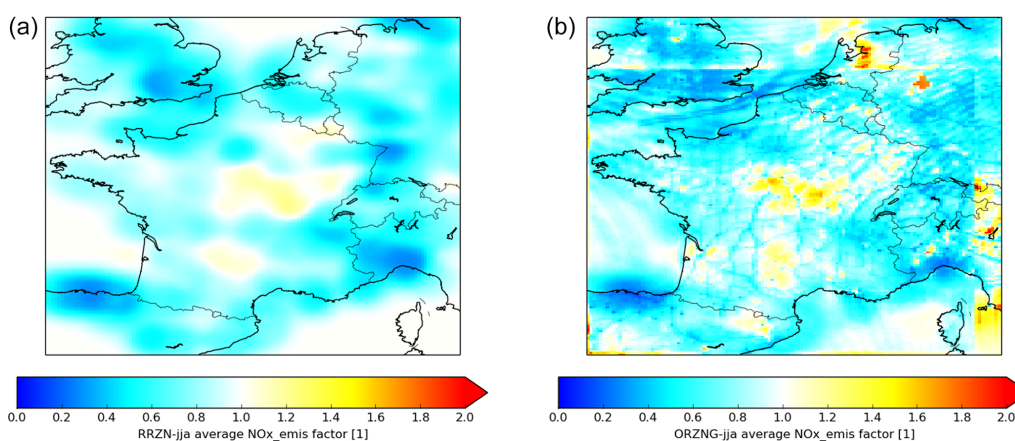 (a)
(b)
0.0 0.2 0.4 0.6 0.8 1.0 1.2 1.4 1.6 1.8 2.0
RRZN-jja average NOx_emis factor [1]
0.0 0.2 0.4 0.6 0.8 1.0 1.2 1.4 1.6 1.8 2.0
ORZNG-jja average NOx_emis factor [1]